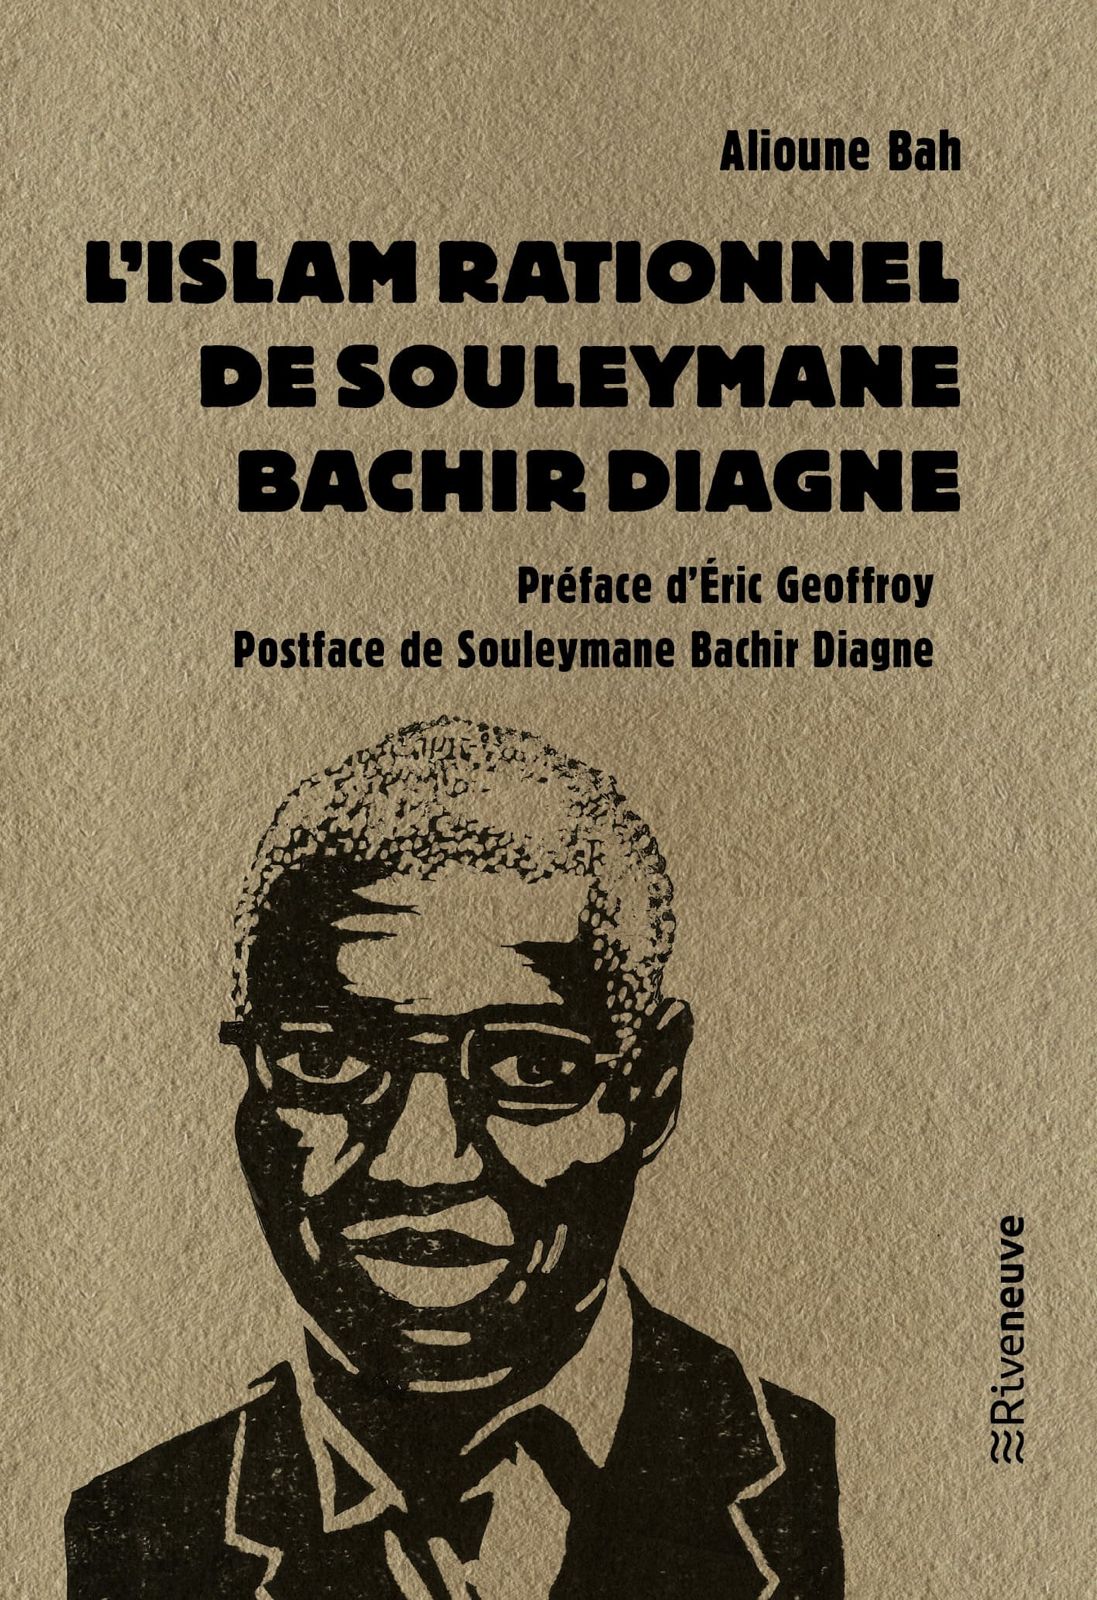 Alioune Bah
L'ISLAM RATIONNEL
DE SOULEYMANE
BACHIR DIAGNE
Préface d'Éric Geoffroy
Postface de Souleymane Bachir Diagne
Riveneuve